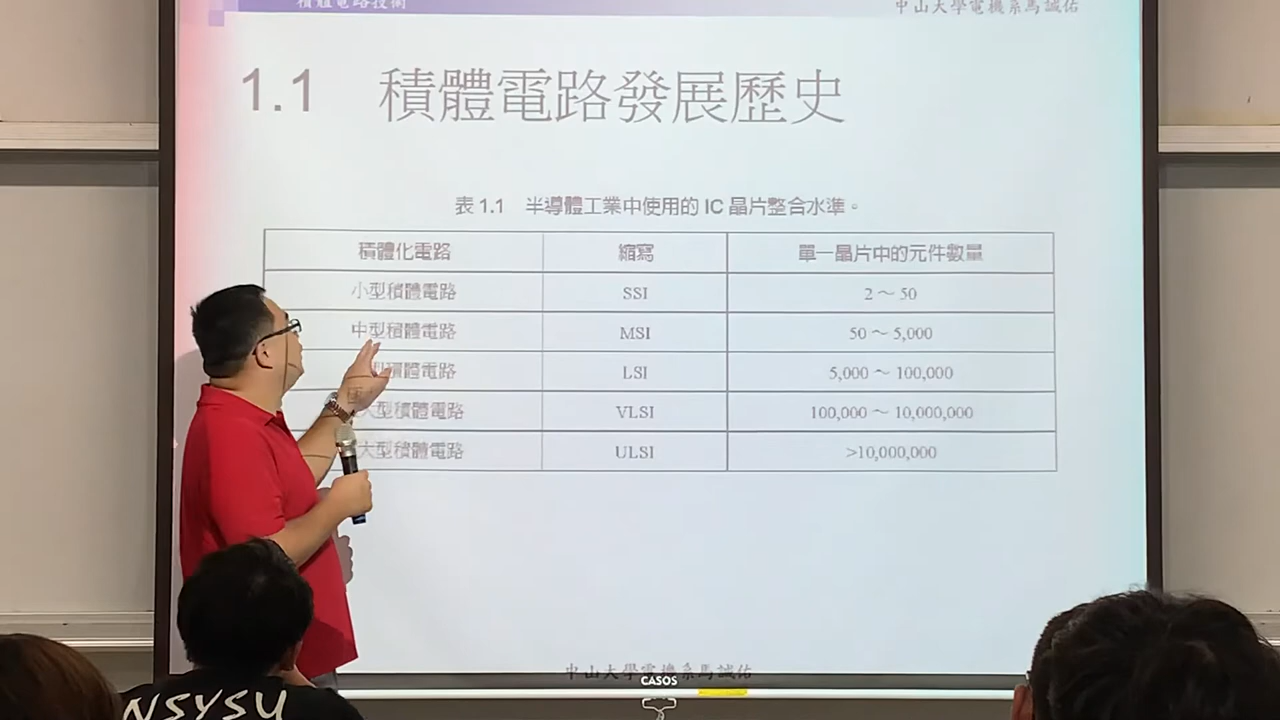 積體電路技術
中山大學電機系馬誠佑
1.1 積體電路發展歷史
表 1.1 半導體工業中使用的 IC 晶片整合水準。
積體化電路 縮寫 單一晶片中的元件數量
小型積體電路 SSI 2～50
中型積體電路 MSI 50～5,000
型積體電路 LSI 5,000～100,000
大型積體電路 VLSI 100,000～10,000,000
大型積體電路 ULSI >10,000,000
中山大學電機系馬誠佑
CASOS
NSYSU